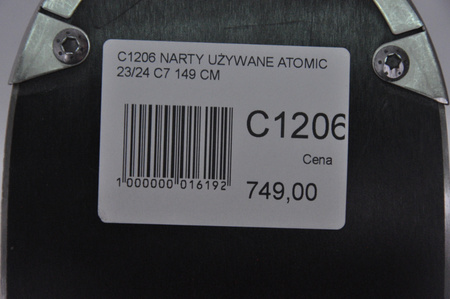 C1206 NARTY UŻYWANE ATOMIC
23/24 C7 149 CM
C1206
Cena
1 000000 016192
749,00